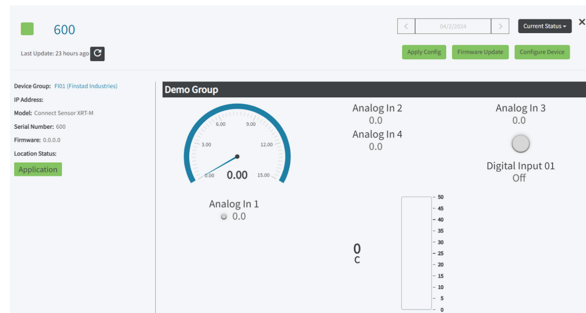 600
04/3/2024
Current Status
Last Update: 23 hours ago
Apply Config
Firmware Update
Configure Device
Device Group: FI01 (Finstad Industries)
IP Address:
Model: Connect Sensor XRT-M
Serial Number: 600
Firmware: 0.0.0.0
Location Status:
Application
Demo Group
6.00
9.00
3.00
12.00
0.00
0.00
15.00
Analog In 1
0.0
Analog In 2
0.0
Analog In 4
0.0
Analog In 3
0.0
Digital Input 01
Off
0
C
50
45
40
35
30
25
20
15
10
5
0